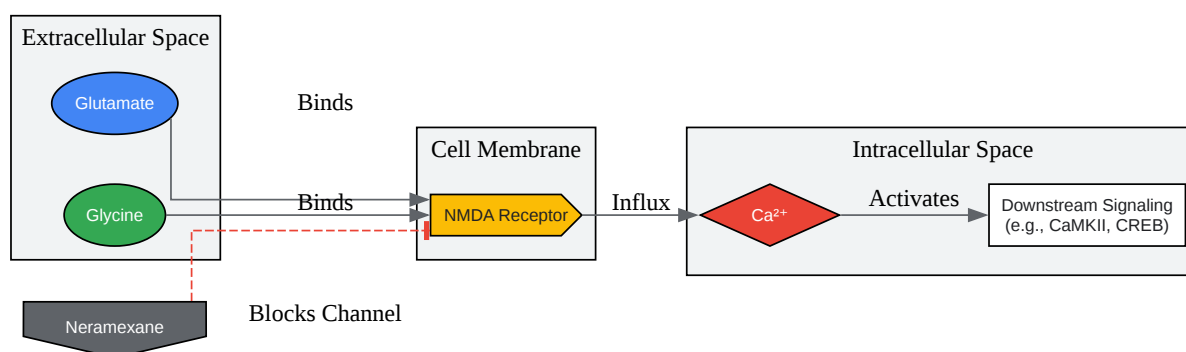 Extracellular Space
Glutamate
Binds
Cell Membrane
Intracellular Space
Glycine
Binds
NMDA Receptor
Influx
Ca²⁺
Activates
Downstream Signaling
(e.g., CaMKII, CREB)
Neramexane
Blocks Channel